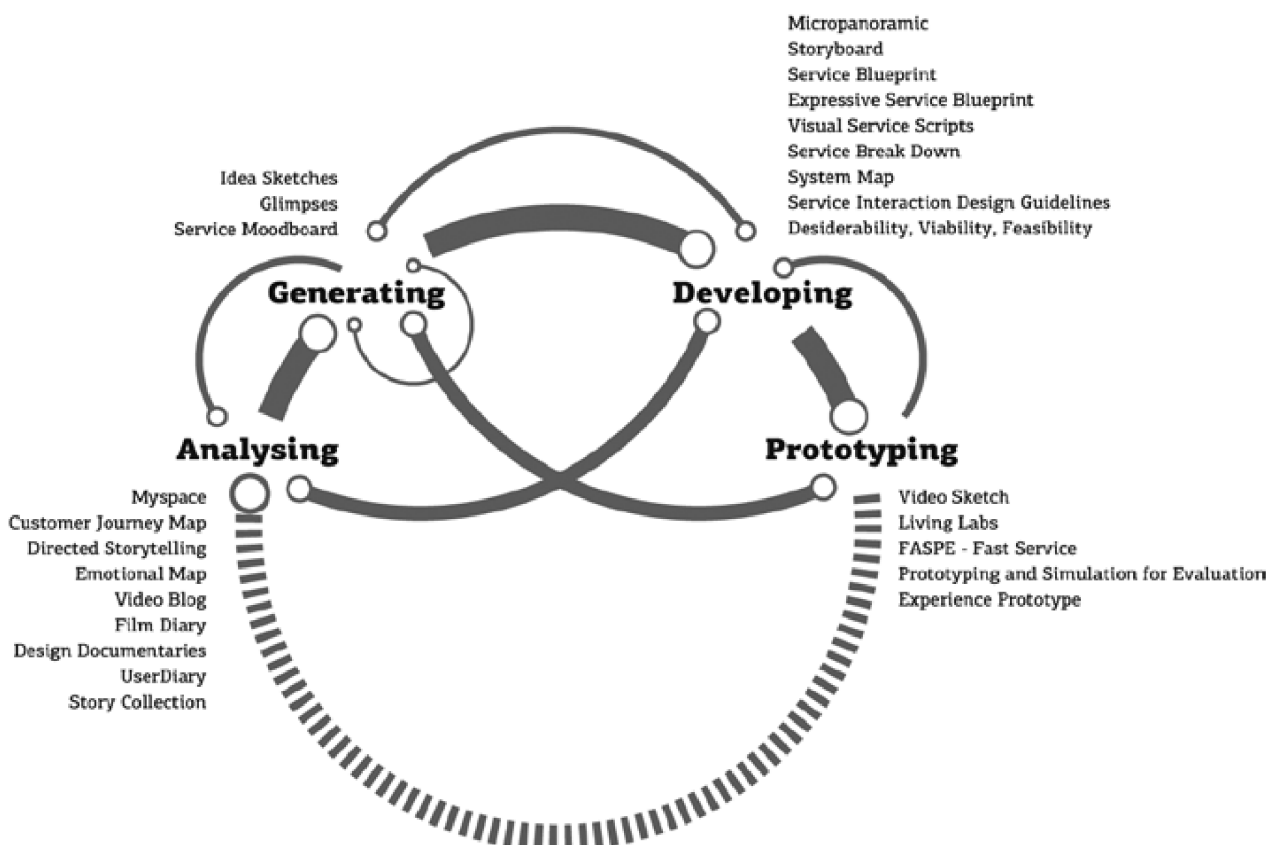 Micropanoramic
Storyboard
Service Blueprint
Expressive Service Blueprint
Visual Service Scripts
Service Break Down
System Map
Service Interaction Design Guidelines
Desiderability, Viability, Feasibility
Idea Sketches
Glimpses
Service Moodboard
Generating
Developing
Analysing
Prototyping
Myspace
Customer Journey Map
Directed Storytelling
Emotional Map
Video Blog
Film Diary
Design Documentaries
UserDiary
Story Collection
Video Sketch
Living Labs
FASPE - Fast Service
Prototyping and Simulation for Evaluation
Experience Prototype